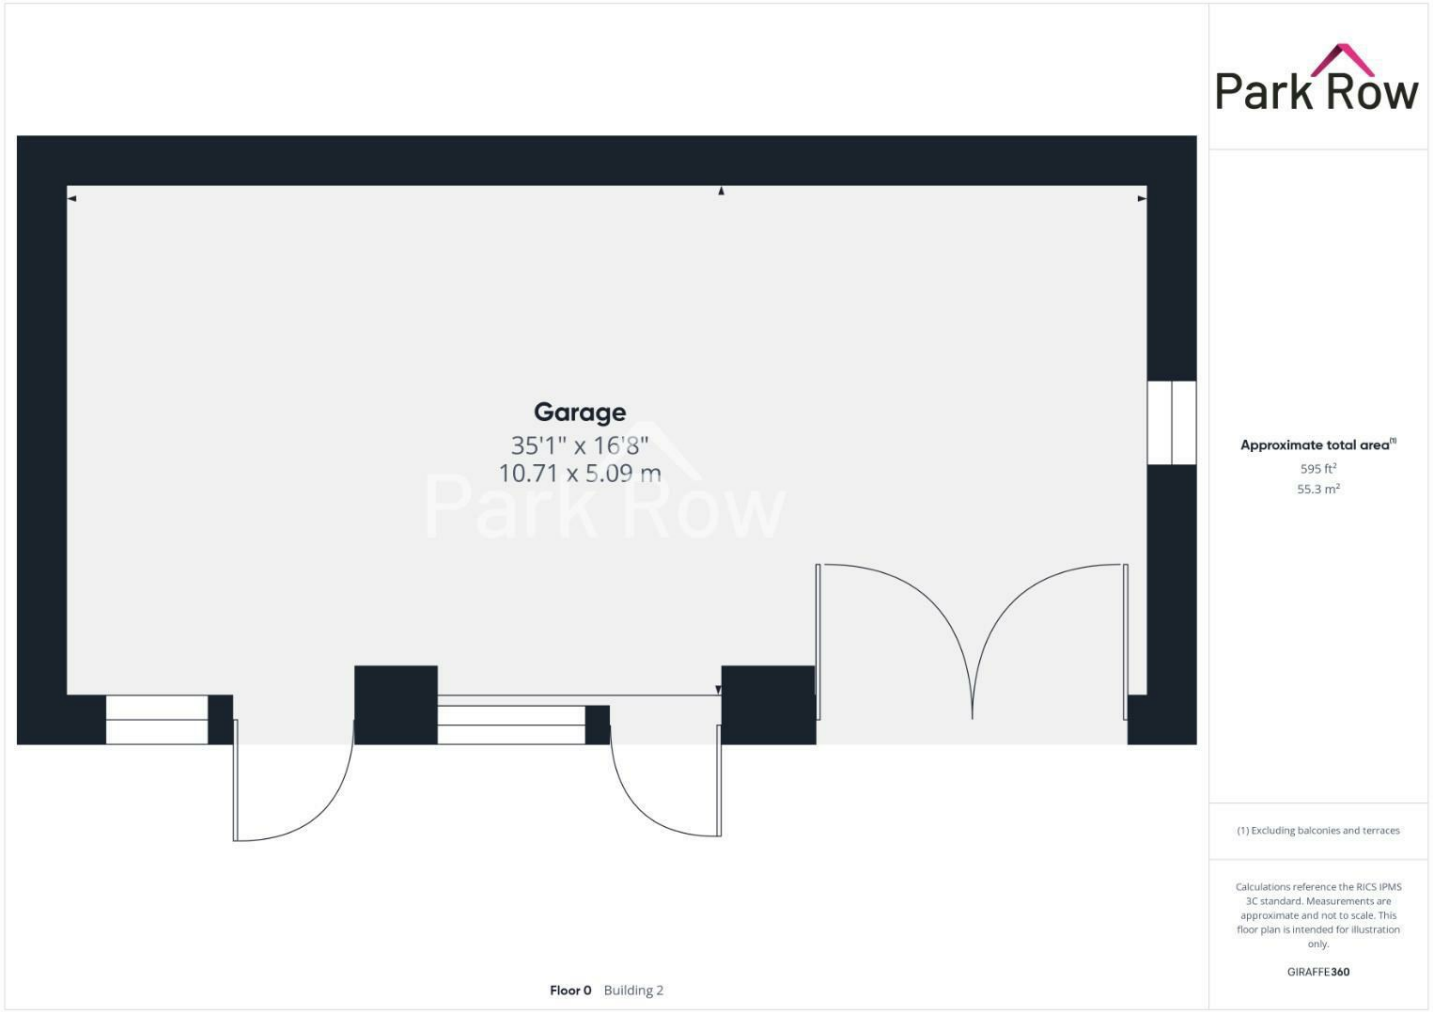 Park Row
Garage
35'1" x 16'8"
10.71 x 5.09 m
Park Row
Approximate total area(1)
595 ft²
55.3 m²
(1) Excluding balconies and terraces
Calculations reference the RICS IPMS
3C standard. Measurements are
approximate and not to scale. This
floor plan is intended for illustration
only.
GIRAFFE360
Floor 0 Building 2